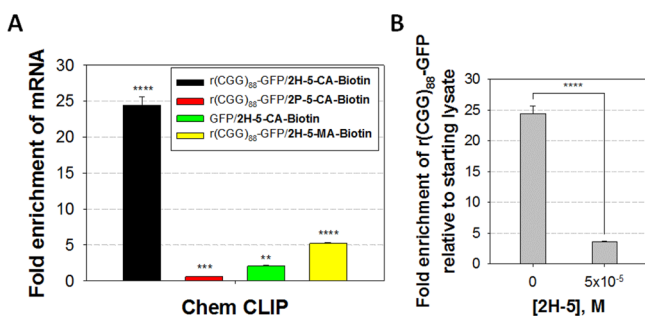 A
Fold enrichment of mRNA
30
25
20
15
10
5
0
****
***
**
****
r(CGG)₈₈-GFP/2H-5-CA-Biotin
r(CGG)₈₈-GFP/2P-5-CA-Biotin
GFP/2H-5-CA-Biotin
r(CGG)₈₈-GFP/2H-5-MA-Biotin
Chem CLIP
B
Fold enrichment of r(CGG)₈₈-GFP
relative to starting lysate
30
25
20
15
10
5
0
****
0
5x10⁻⁵
[2H-5], M